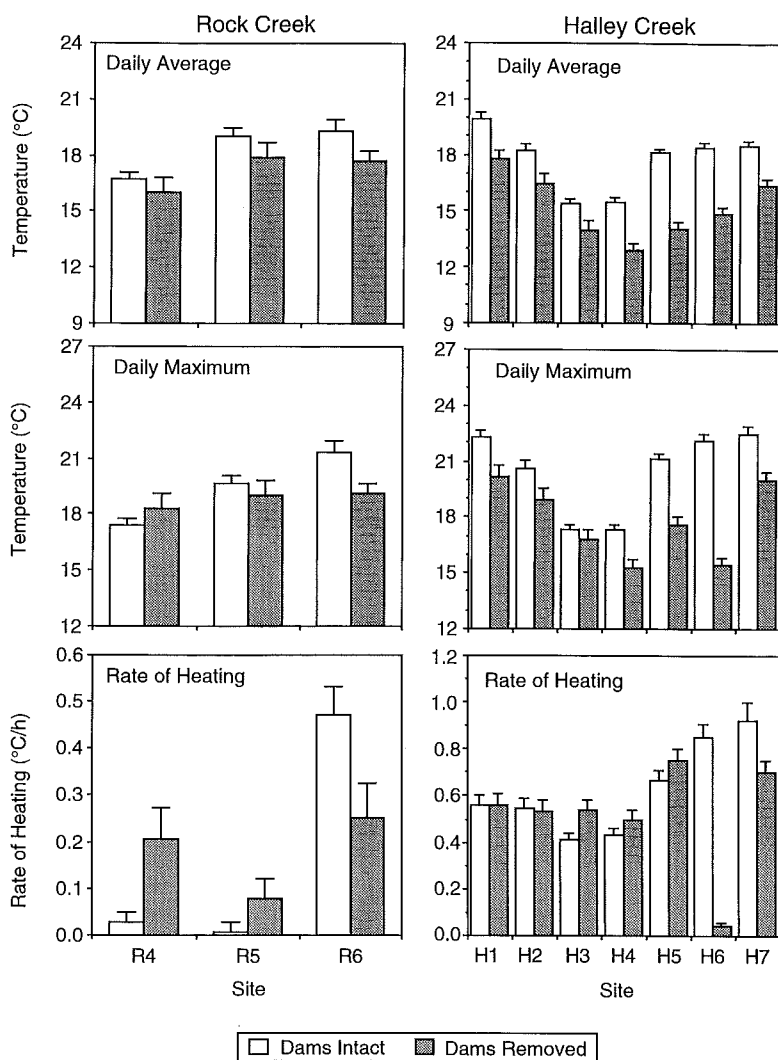 Rock Creek
Halley Creek
Daily Average
Daily Average
Temperature (°C)
24
21
18
15
12
9
24
21
18
15
12
9
Daily Maximum
Daily Maximum
Temperature (°C)
27
24
21
18
15
12
27
24
21
18
15
12
Rate of Heating
Rate of Heating
Rate of Heating (°C/h)
0.6
0.5
0.4
0.3
0.2
0.1
0.0
1.2
1.0
0.8
0.6
0.4
0.2
0.0
R4 R5 R6
H1 H2 H3 H4 H5 H6 H7
Site
Site
Dams Intact Dams Removed